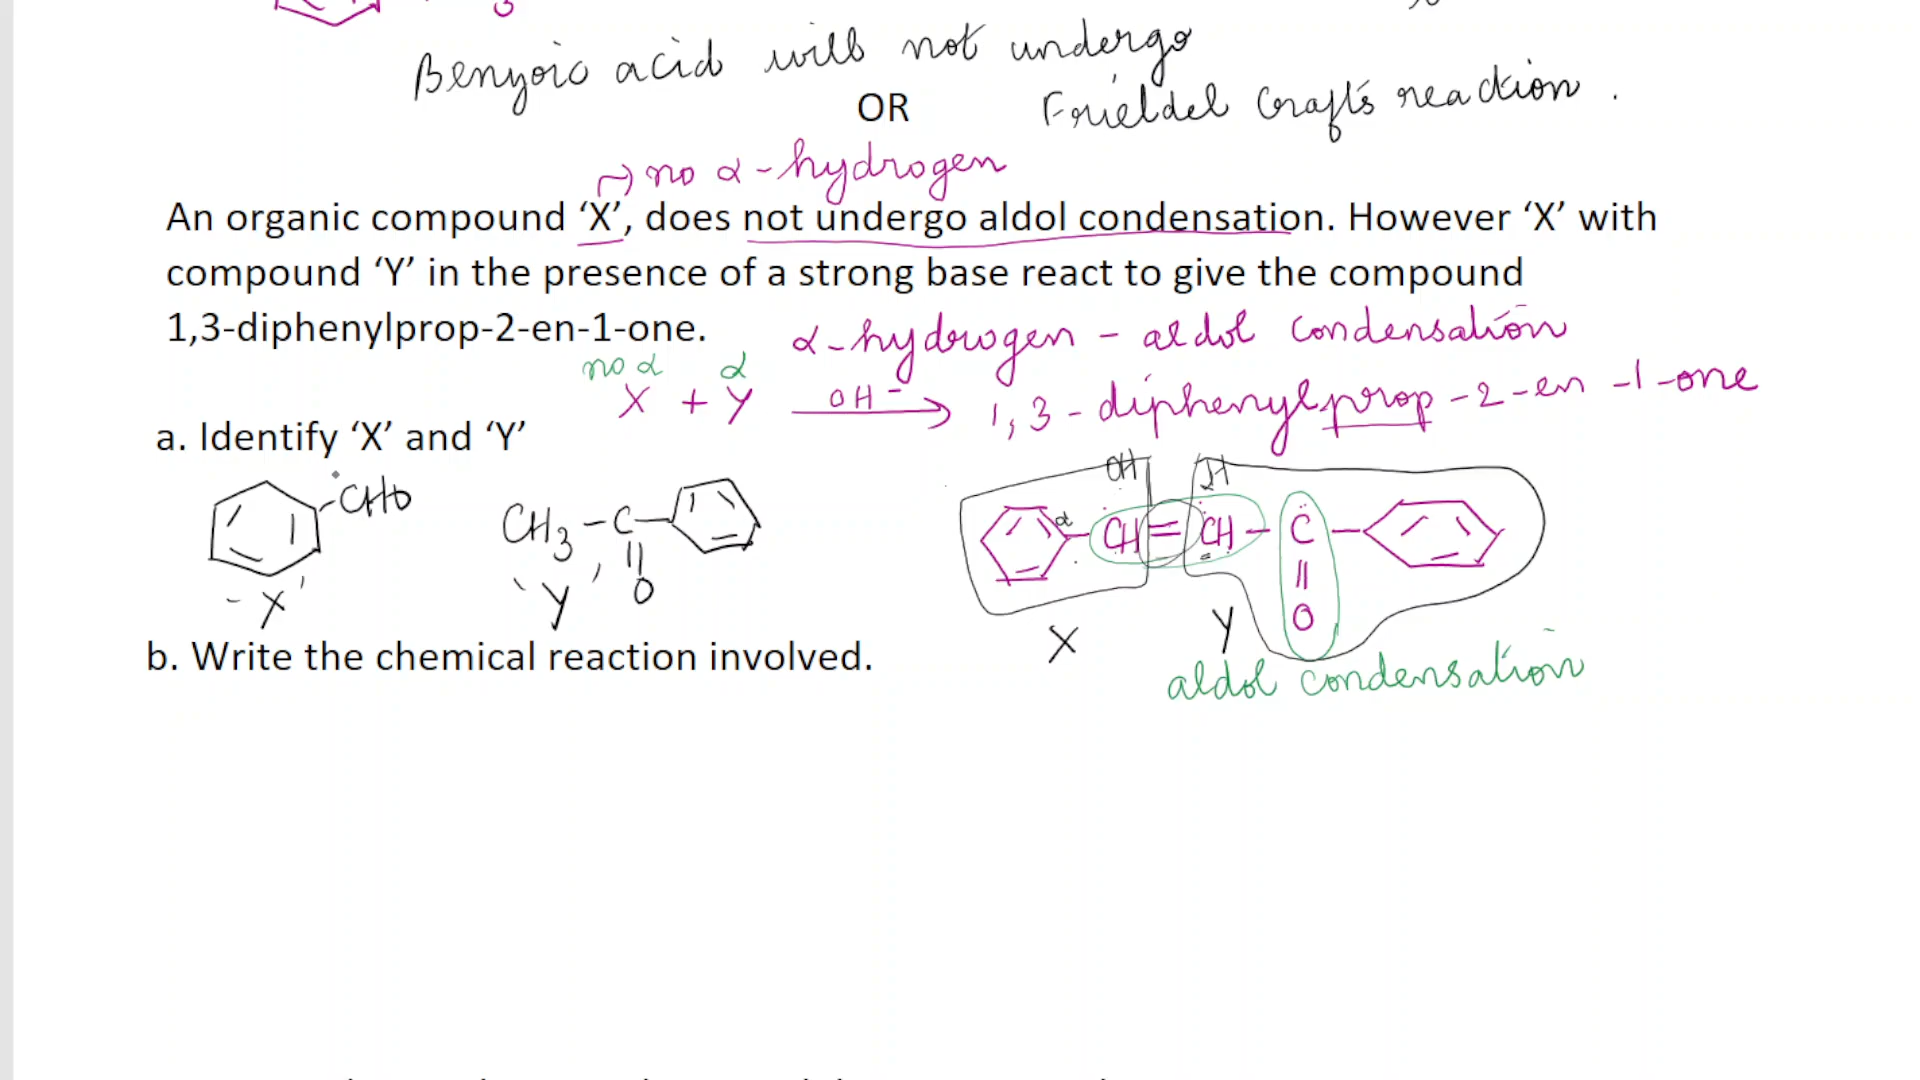 Benzoic acid will not undergo
OR Frieldel Crafts reaction.
→ no α-hydrogen
An organic compound ‘X’, does not undergo aldol condensation. However ‘X’ with
compound ‘Y’ in the presence of a strong base react to give the compound
1,3-diphenylprop-2-en-1-one.
α-hydrogen - aldol condensation
no α α
X + Y OH⁻ → 1,3-diphenylprop-2-en-1-one
a. Identify ‘X’ and ‘Y’
CHO CH₃-C
O
‘X’ ‘Y’
OH H
α CH=CH-C
O
X Y
b. Write the chemical reaction involved.
aldol condensation